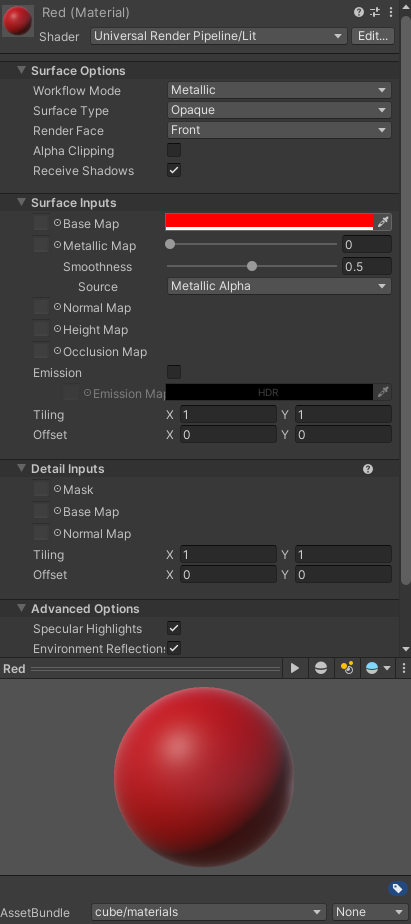 Red (Material)
Shader Universal Render Pipeline/Lit Edit...
Surface Options
Workflow Mode Metallic
Surface Type Opaque
Render Face Front
Alpha Clipping
Receive Shadows
Surface Inputs
Base Map
Metallic Map 0
Smoothness 0.5
Source Metallic Alpha
Normal Map
Height Map
Occlusion Map
Emission
Emission Map HDR
Tiling X 1 Y 1
Offset X 0 Y 0
Detail Inputs
Mask
Base Map
Normal Map
Tiling X 1 Y 1
Offset X 0 Y 0
Advanced Options
Specular Highlights
Environment Reflections
Red
AssetBundle cube/materials None